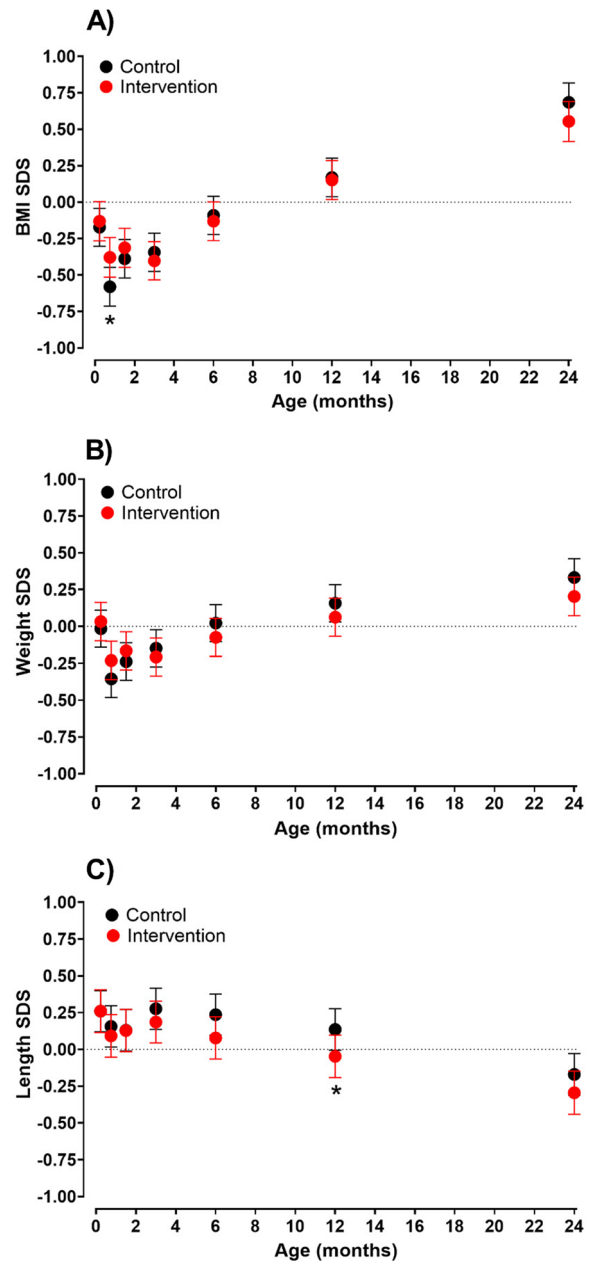 A)
1.00
0.75
0.50
0.25
0.00
-0.25
-0.50
-0.75
-1.00
BMI SDS
Control
Intervention
*
0 2 4 6 8 10 12 14 16 18 20 22 24
Age (months)
B)
1.00
0.75
0.50
0.25
0.00
-0.25
-0.50
-0.75
-1.00
Weight SDS
Control
Intervention
0 2 4 6 8 10 12 14 16 18 20 22 24
Age (months)
C)
1.00
0.75
0.50
0.25
0.00
-0.25
-0.50
-0.75
-1.00
Length SDS
Control
Intervention
*
0 2 4 6 8 10 12 14 16 18 20 22 24
Age (months)